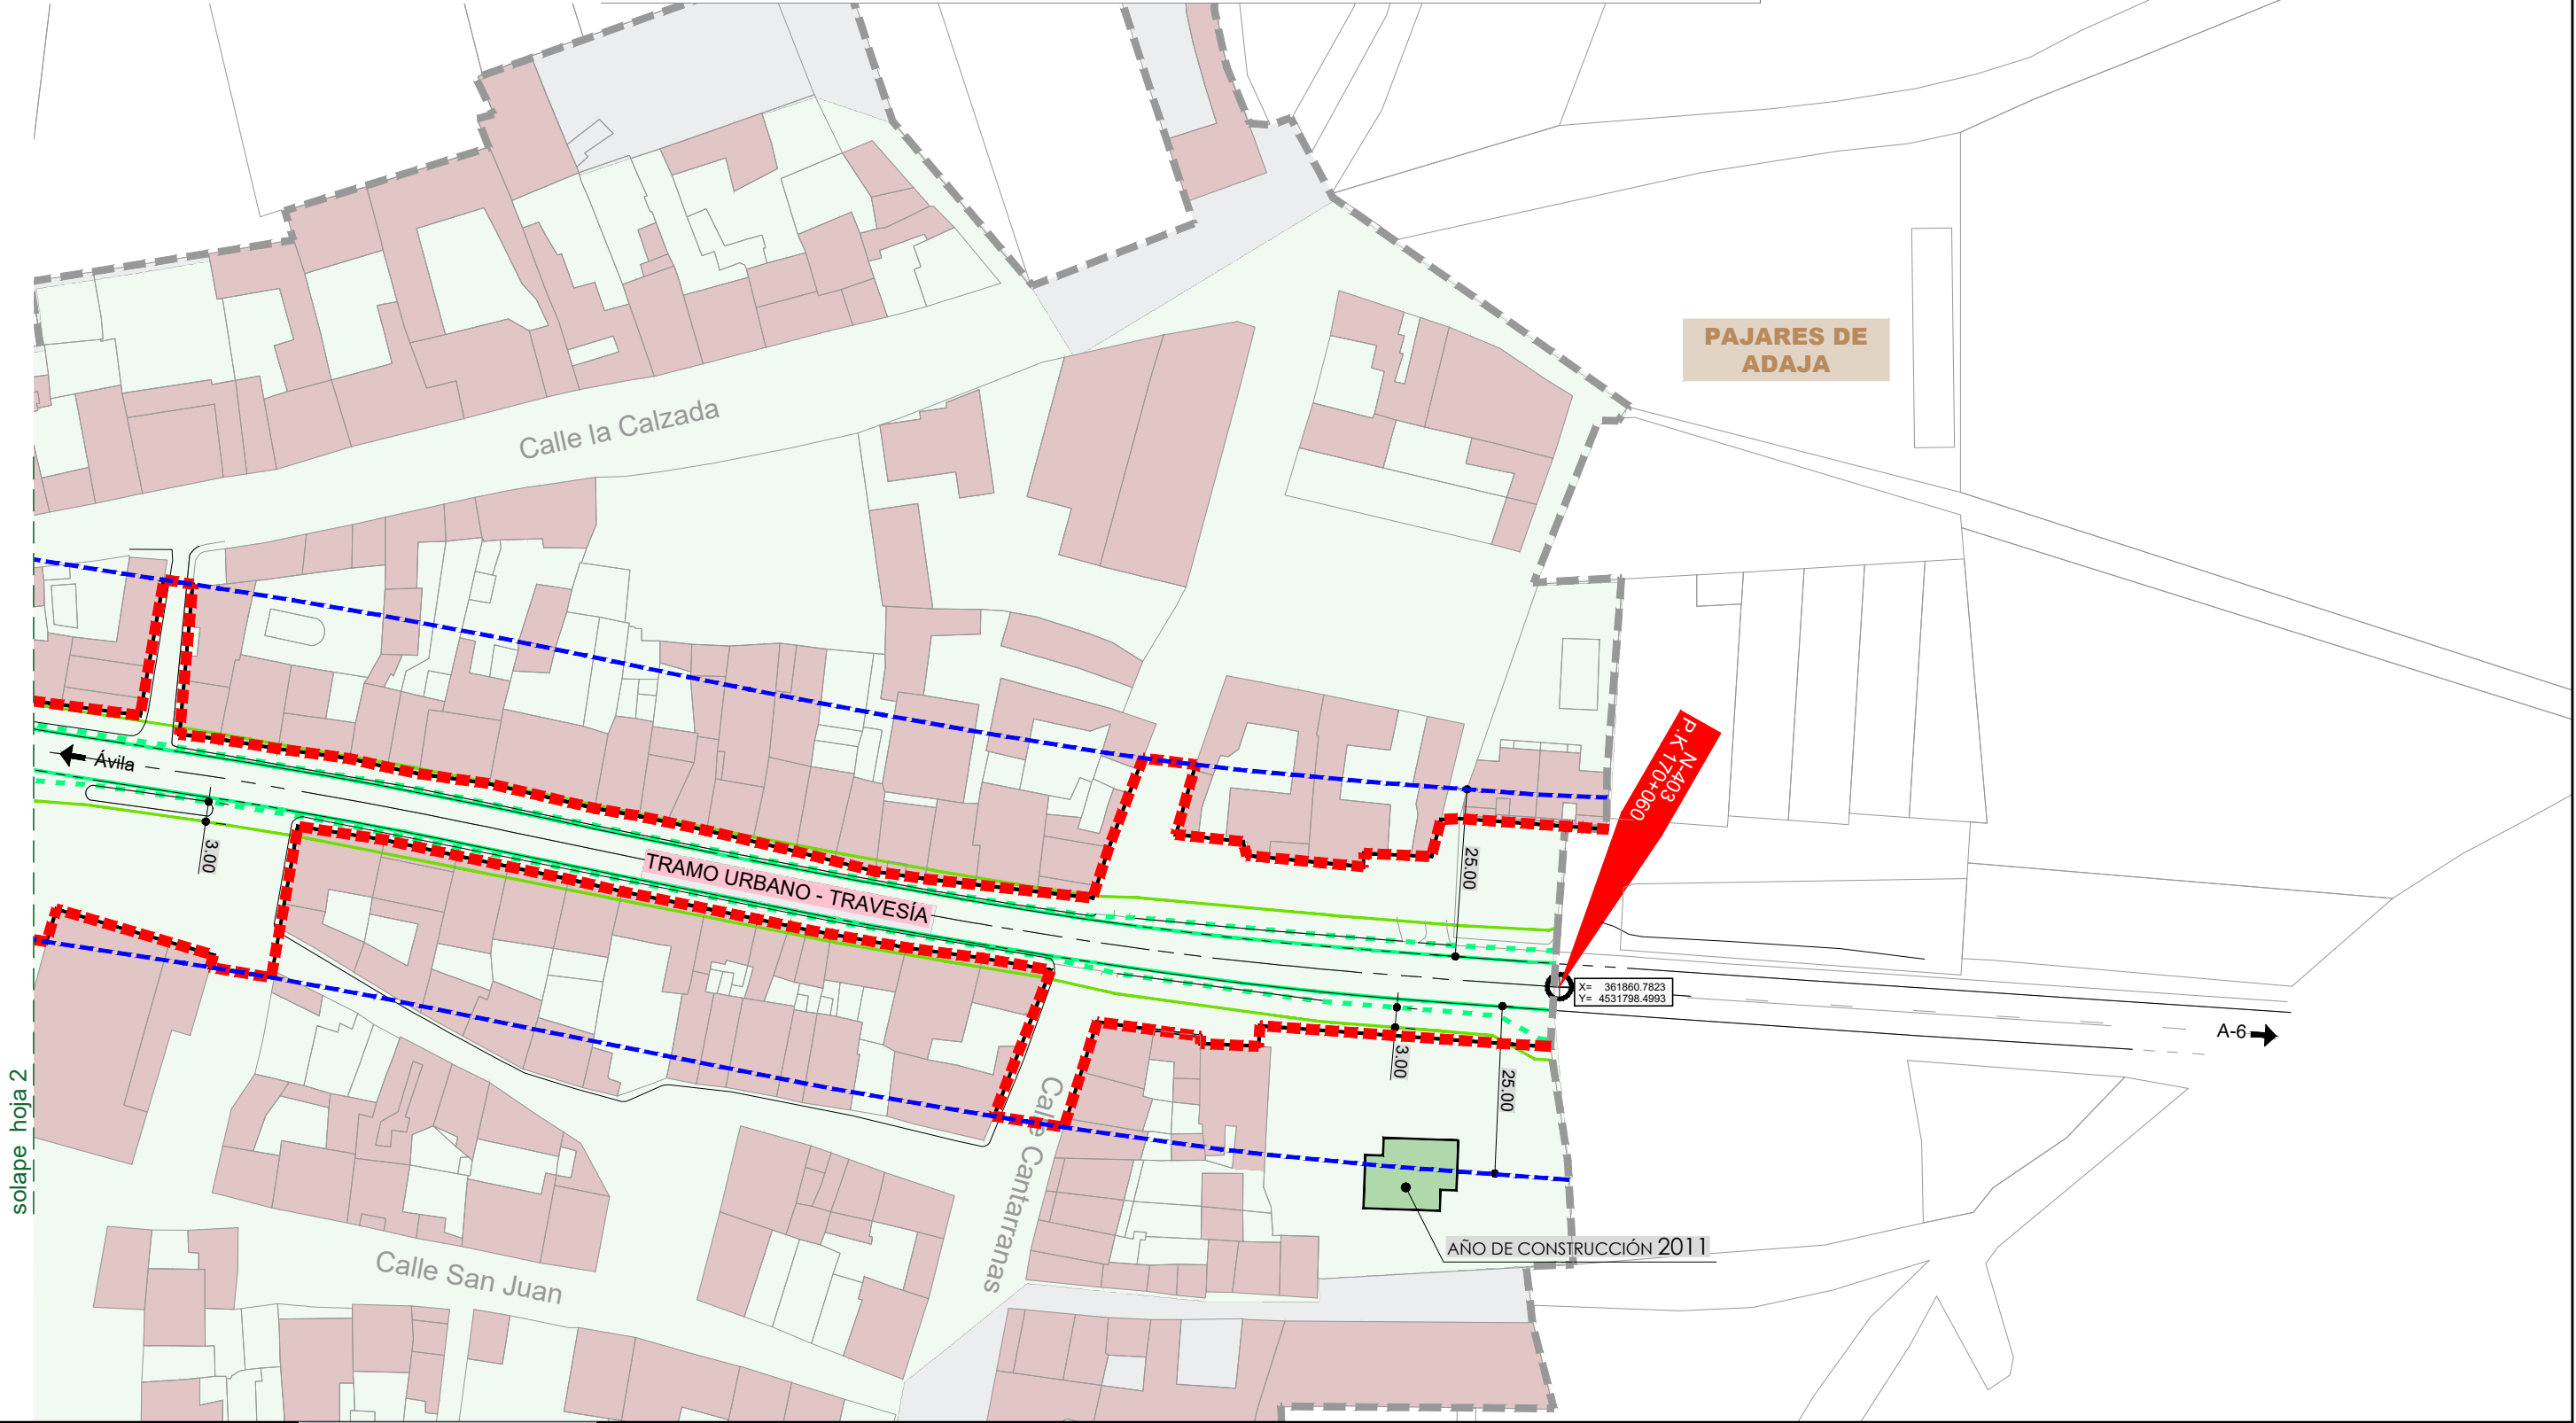 PAJARES DE
ADAJA
Calle la Calzada
N-403
P.K 170+060
Ávila
3.00
TRAMO URBANO - TRAVESÍA
25.00
X= 361860.7823
Y= 4531798.4993
A-6
3.00
25.00
solape hoja 2
Calle Cantarranas
AÑO DE CONSTRUCCIÓN 2011
Calle San Juan